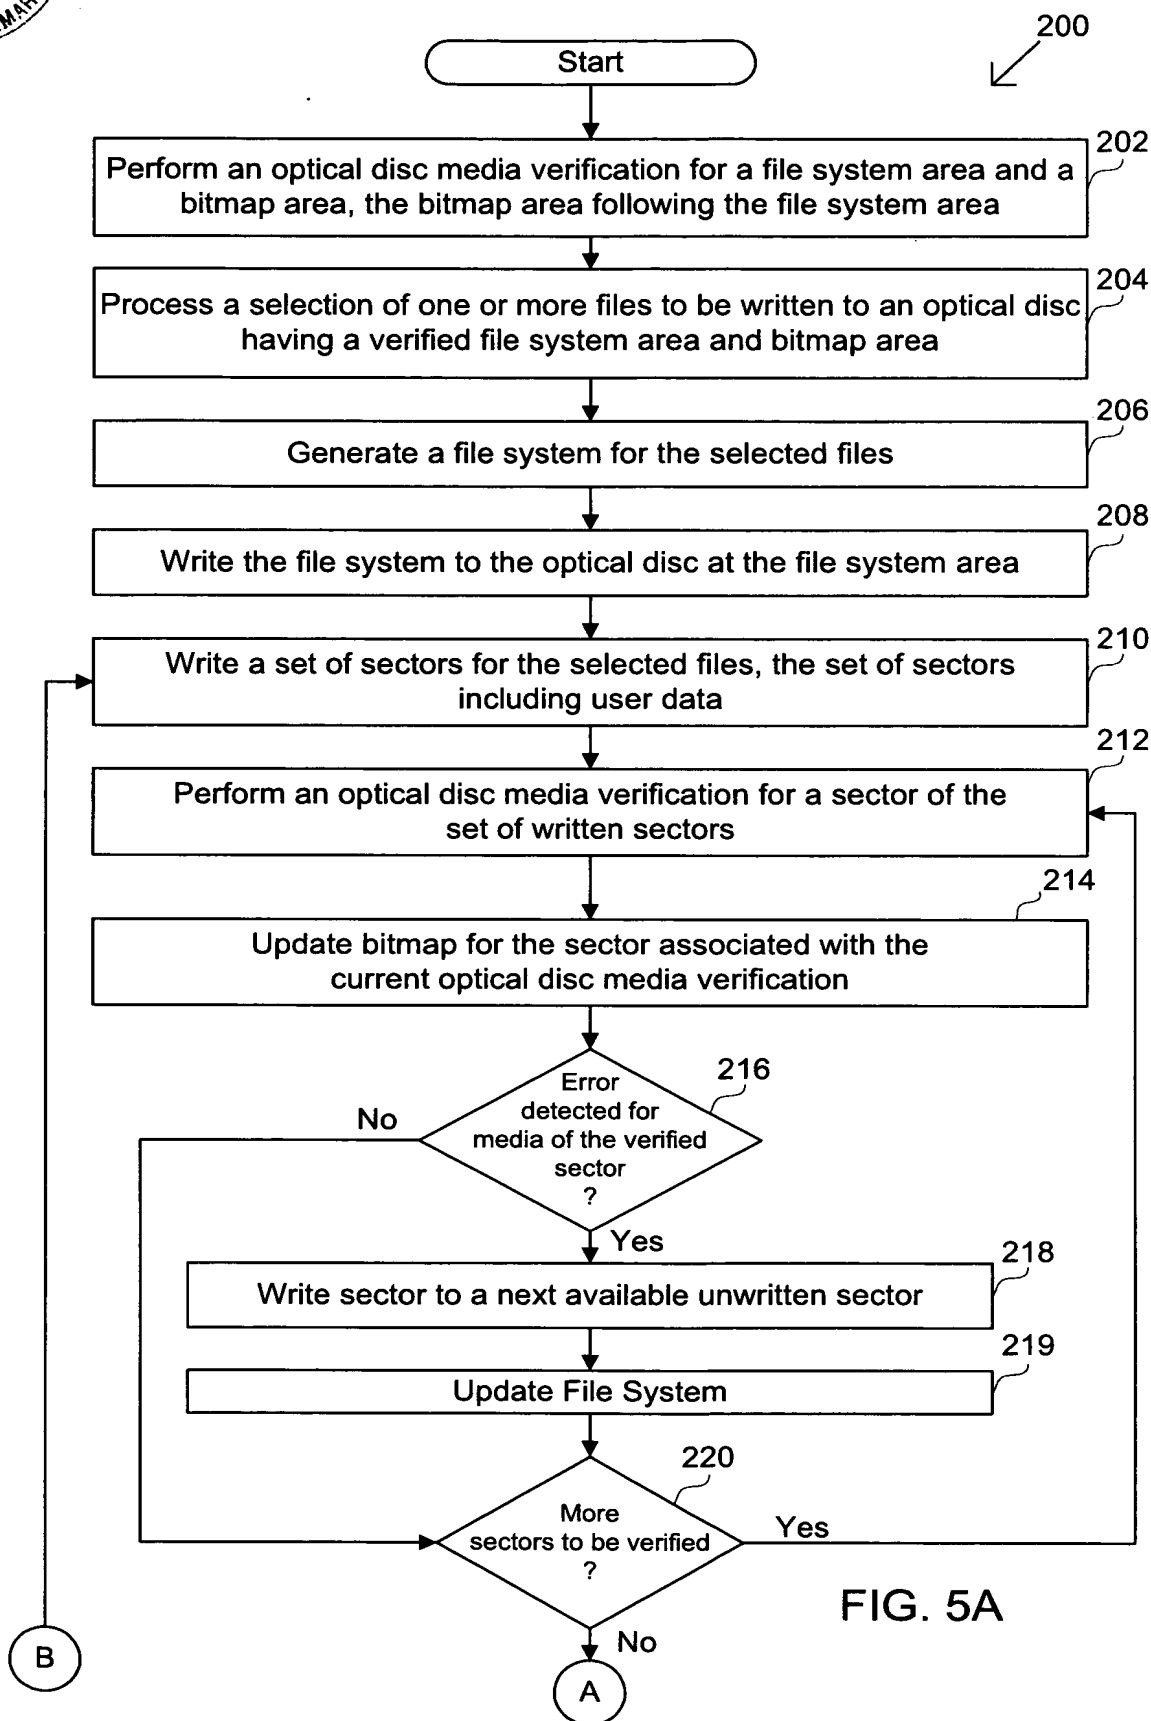 200
Start
202
Perform an optical disc media verification for a file system area and a
bitmap area, the bitmap area following the file system area
204
Process a selection of one or more files to be written to an optical disc
having a verified file system area and bitmap area
206
Generate a file system for the selected files
208
Write the file system to the optical disc at the file system area
210
Write a set of sectors for the selected files, the set of sectors
including user data
212
Perform an optical disc media verification for a sector of the
set of written sectors
214
Update bitmap for the sector associated with the
current optical disc media verification
216
Error
detected for
media of the verified
sector
?
No
Yes
218
Write sector to a next available unwritten sector
219
Update File System
220
More
sectors to be verified
?
Yes
No
FIG. 5A
B
A